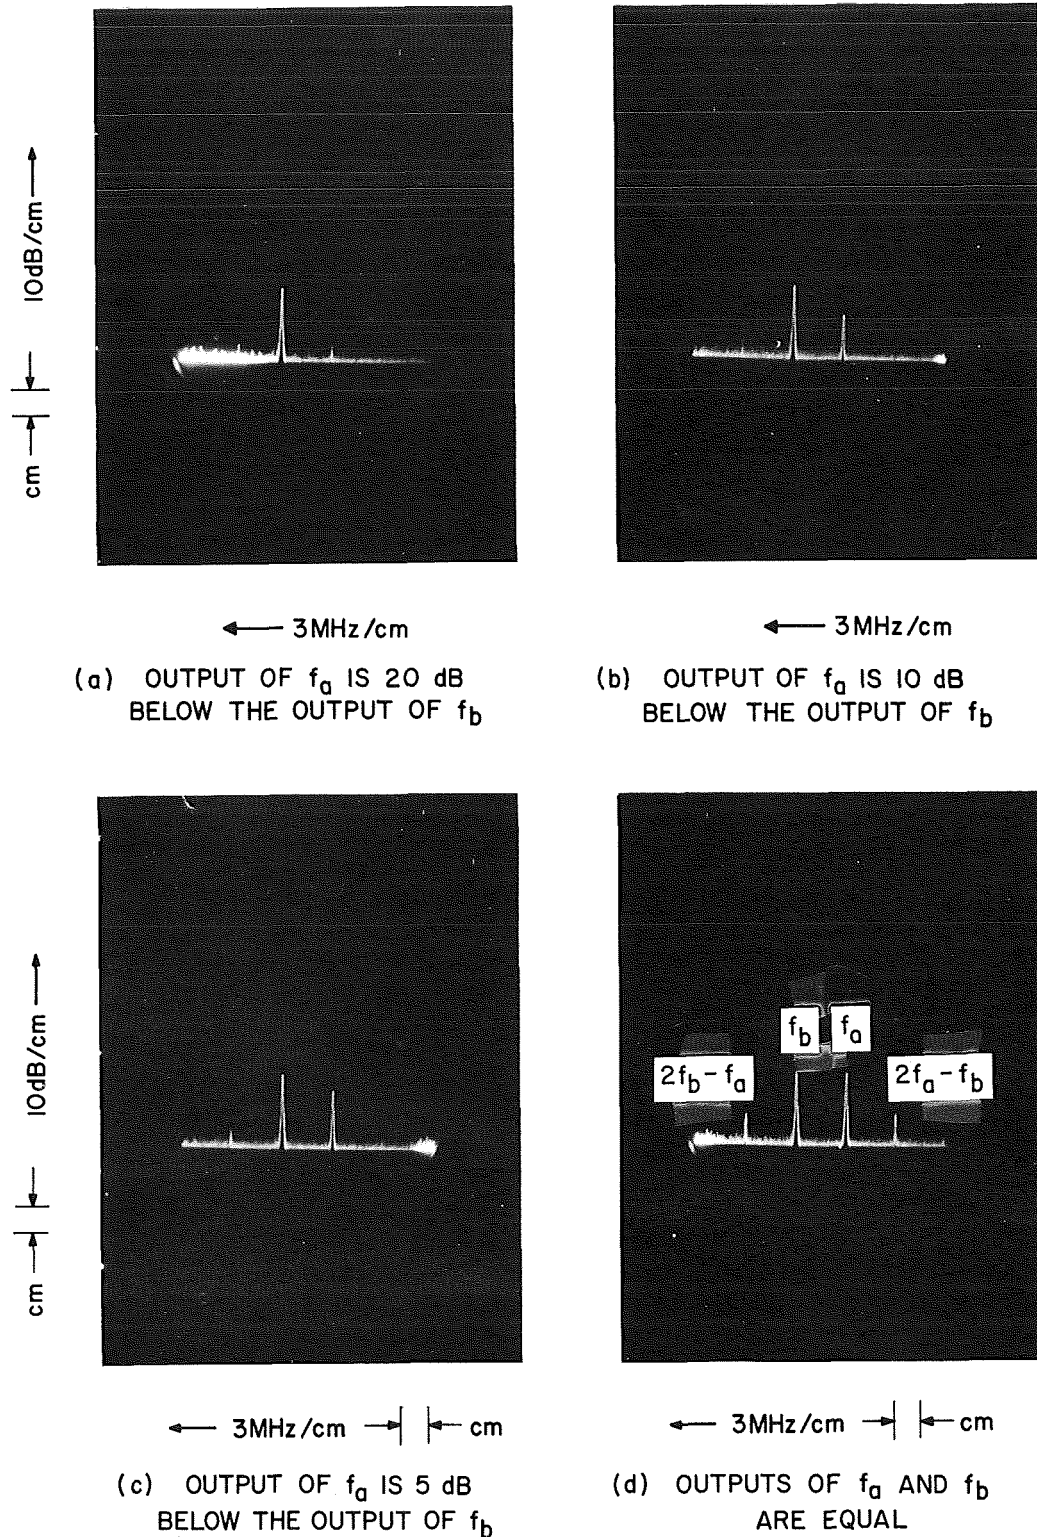 10dB/cm
cm
← 3MHz/cm
← 3MHz/cm
(a) OUTPUT OF fa IS 20 dB
BELOW THE OUTPUT OF fb
(b) OUTPUT OF fa IS 10 dB
BELOW THE OUTPUT OF fb
10dB/cm
cm
fb
fa
2fb-fa
2fa-fb
← 3MHz/cm → ← cm
← 3MHz/cm → ← cm
(c) OUTPUT OF fa IS 5 dB
BELOW THE OUTPUT OF fb
(d) OUTPUTS OF fa AND fb
ARE EQUAL